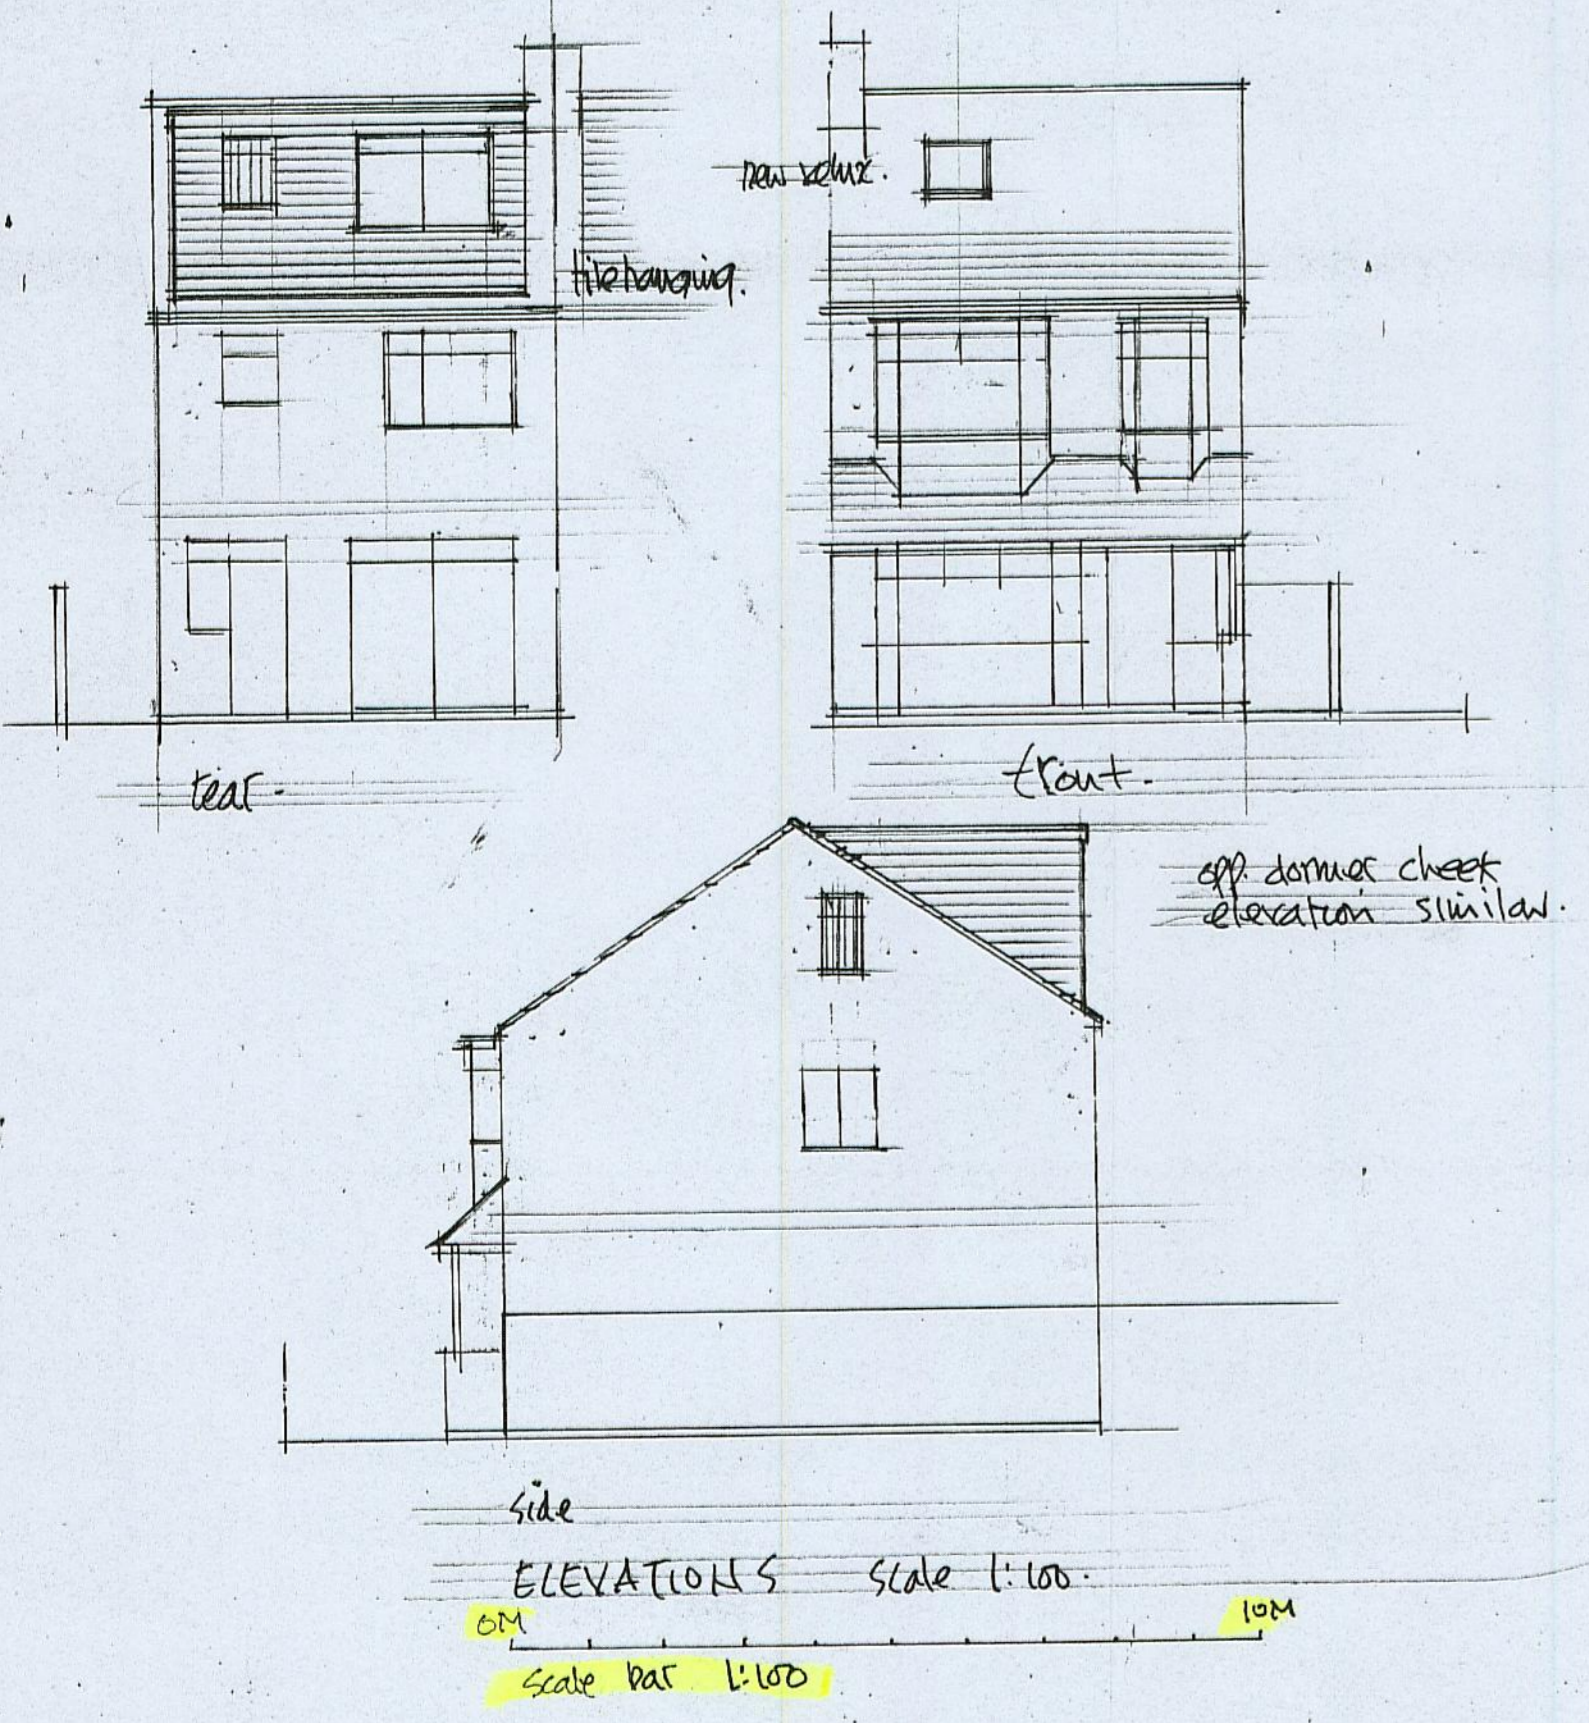 new velux.
tilehanging.
rear.
front.
opp. dormer cheek
elevation similar.
side
ELEVATIONS scale 1:100.
0M 10M
scale bar 1:100